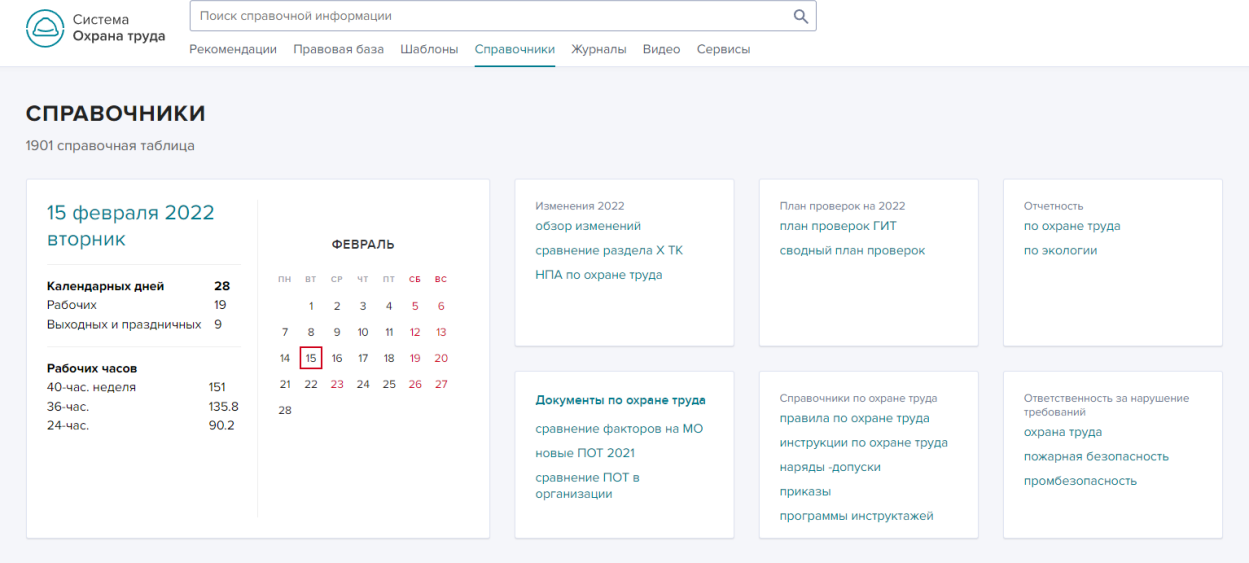 Система
Охрана труда
Поиск справочной информации
Рекомендации Правовая база Шаблоны Справочники Журналы Видео Сервисы
СПРАВОЧНИКИ
1901 справочная таблица
15 февраля 2022
вторник
Календарных дней 28
Рабочих 19
Выходных и праздничных 9
Рабочих часов
40-час. неделя 151
36-час. 135.8
24-час. 90.2
ФЕВРАЛЬ
ПН ВТ СР ЧТ ПТ СБ ВС
1 2 3 4 5 6
7 8 9 10 11 12 13
14 15 16 17 18 19 20
21 22 23 24 25 26 27
28
Изменения 2022
обзор изменений
сравнение раздела X ТК
НПА по охране труда
План проверок на 2022
план проверок ГИТ
сводный план проверок
Отчетность
по охране труда
по экологии
Документы по охране труда
сравнение факторов на МО
новые ПОТ 2021
сравнение ПОТ в
организации
Справочники по охране труда
правила по охране труда
инструкции по охране труда
наряды -допуски
приказы
программы инструктажей
Ответственность за нарушение
требований
охрана труда
пожарная безопасность
промбезопасность